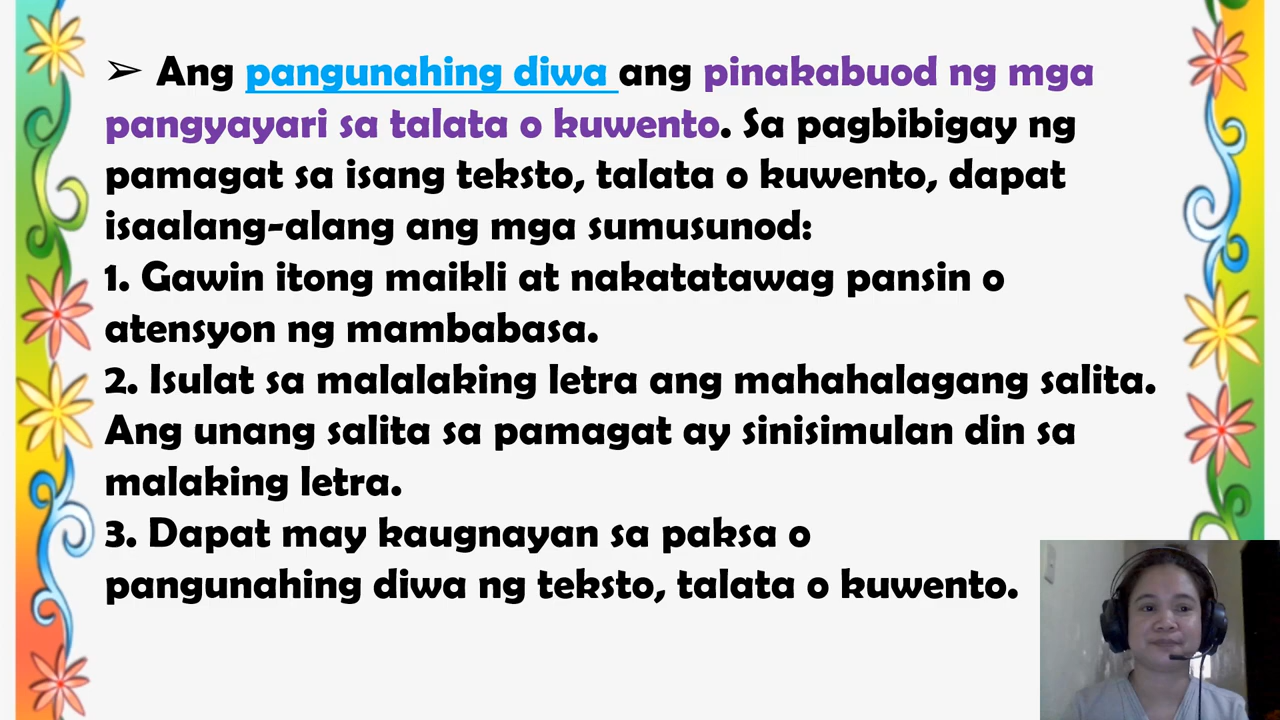 ➢ Ang pangunahing diwa ang pinakabuod ng mga
pangyayari sa talata o kuwento. Sa pagbibigay ng
pamagat sa isang teksto, talata o kuwento, dapat
isaalang-alang ang mga sumusunod:
1. Gawin itong maikli at nakatatawag pansin o
atensyon ng mambabasa.
2. Isulat sa malalaking letra ang mahahalagang salita.
Ang unang salita sa pamagat ay sinisimulan din sa
malaking letra.
3. Dapat may kaugnayan sa paksa o
pangunahing diwa ng teksto, talata o kuwento.